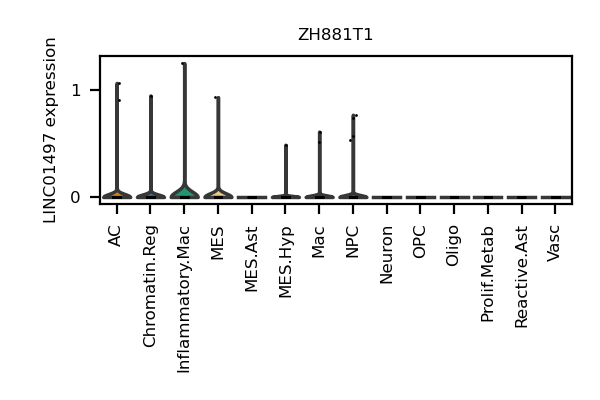 ZH881T1
LINC01497 expression
1
0
AC
Chromatin.Reg
Inflammatory.Mac
MES
MES.Ast
MES.Hyp
Mac
NPC
Neuron
OPC
Oligo
Prolif.Metab
Reactive.Ast
Vasc